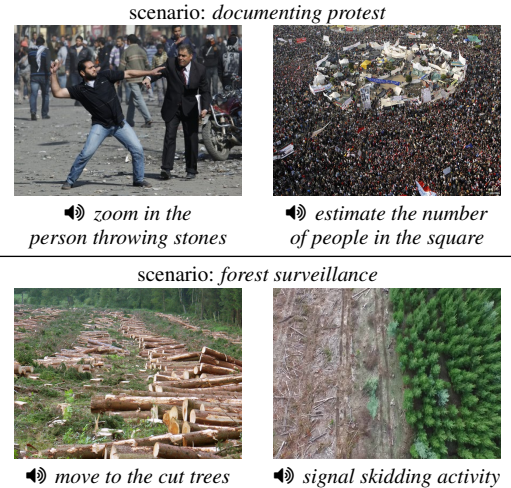 scenario: documenting protest
zoom in the
person throwing stones
estimate the number
of people in the square
scenario: forest surveillance
move to the cut trees
signal skidding activity